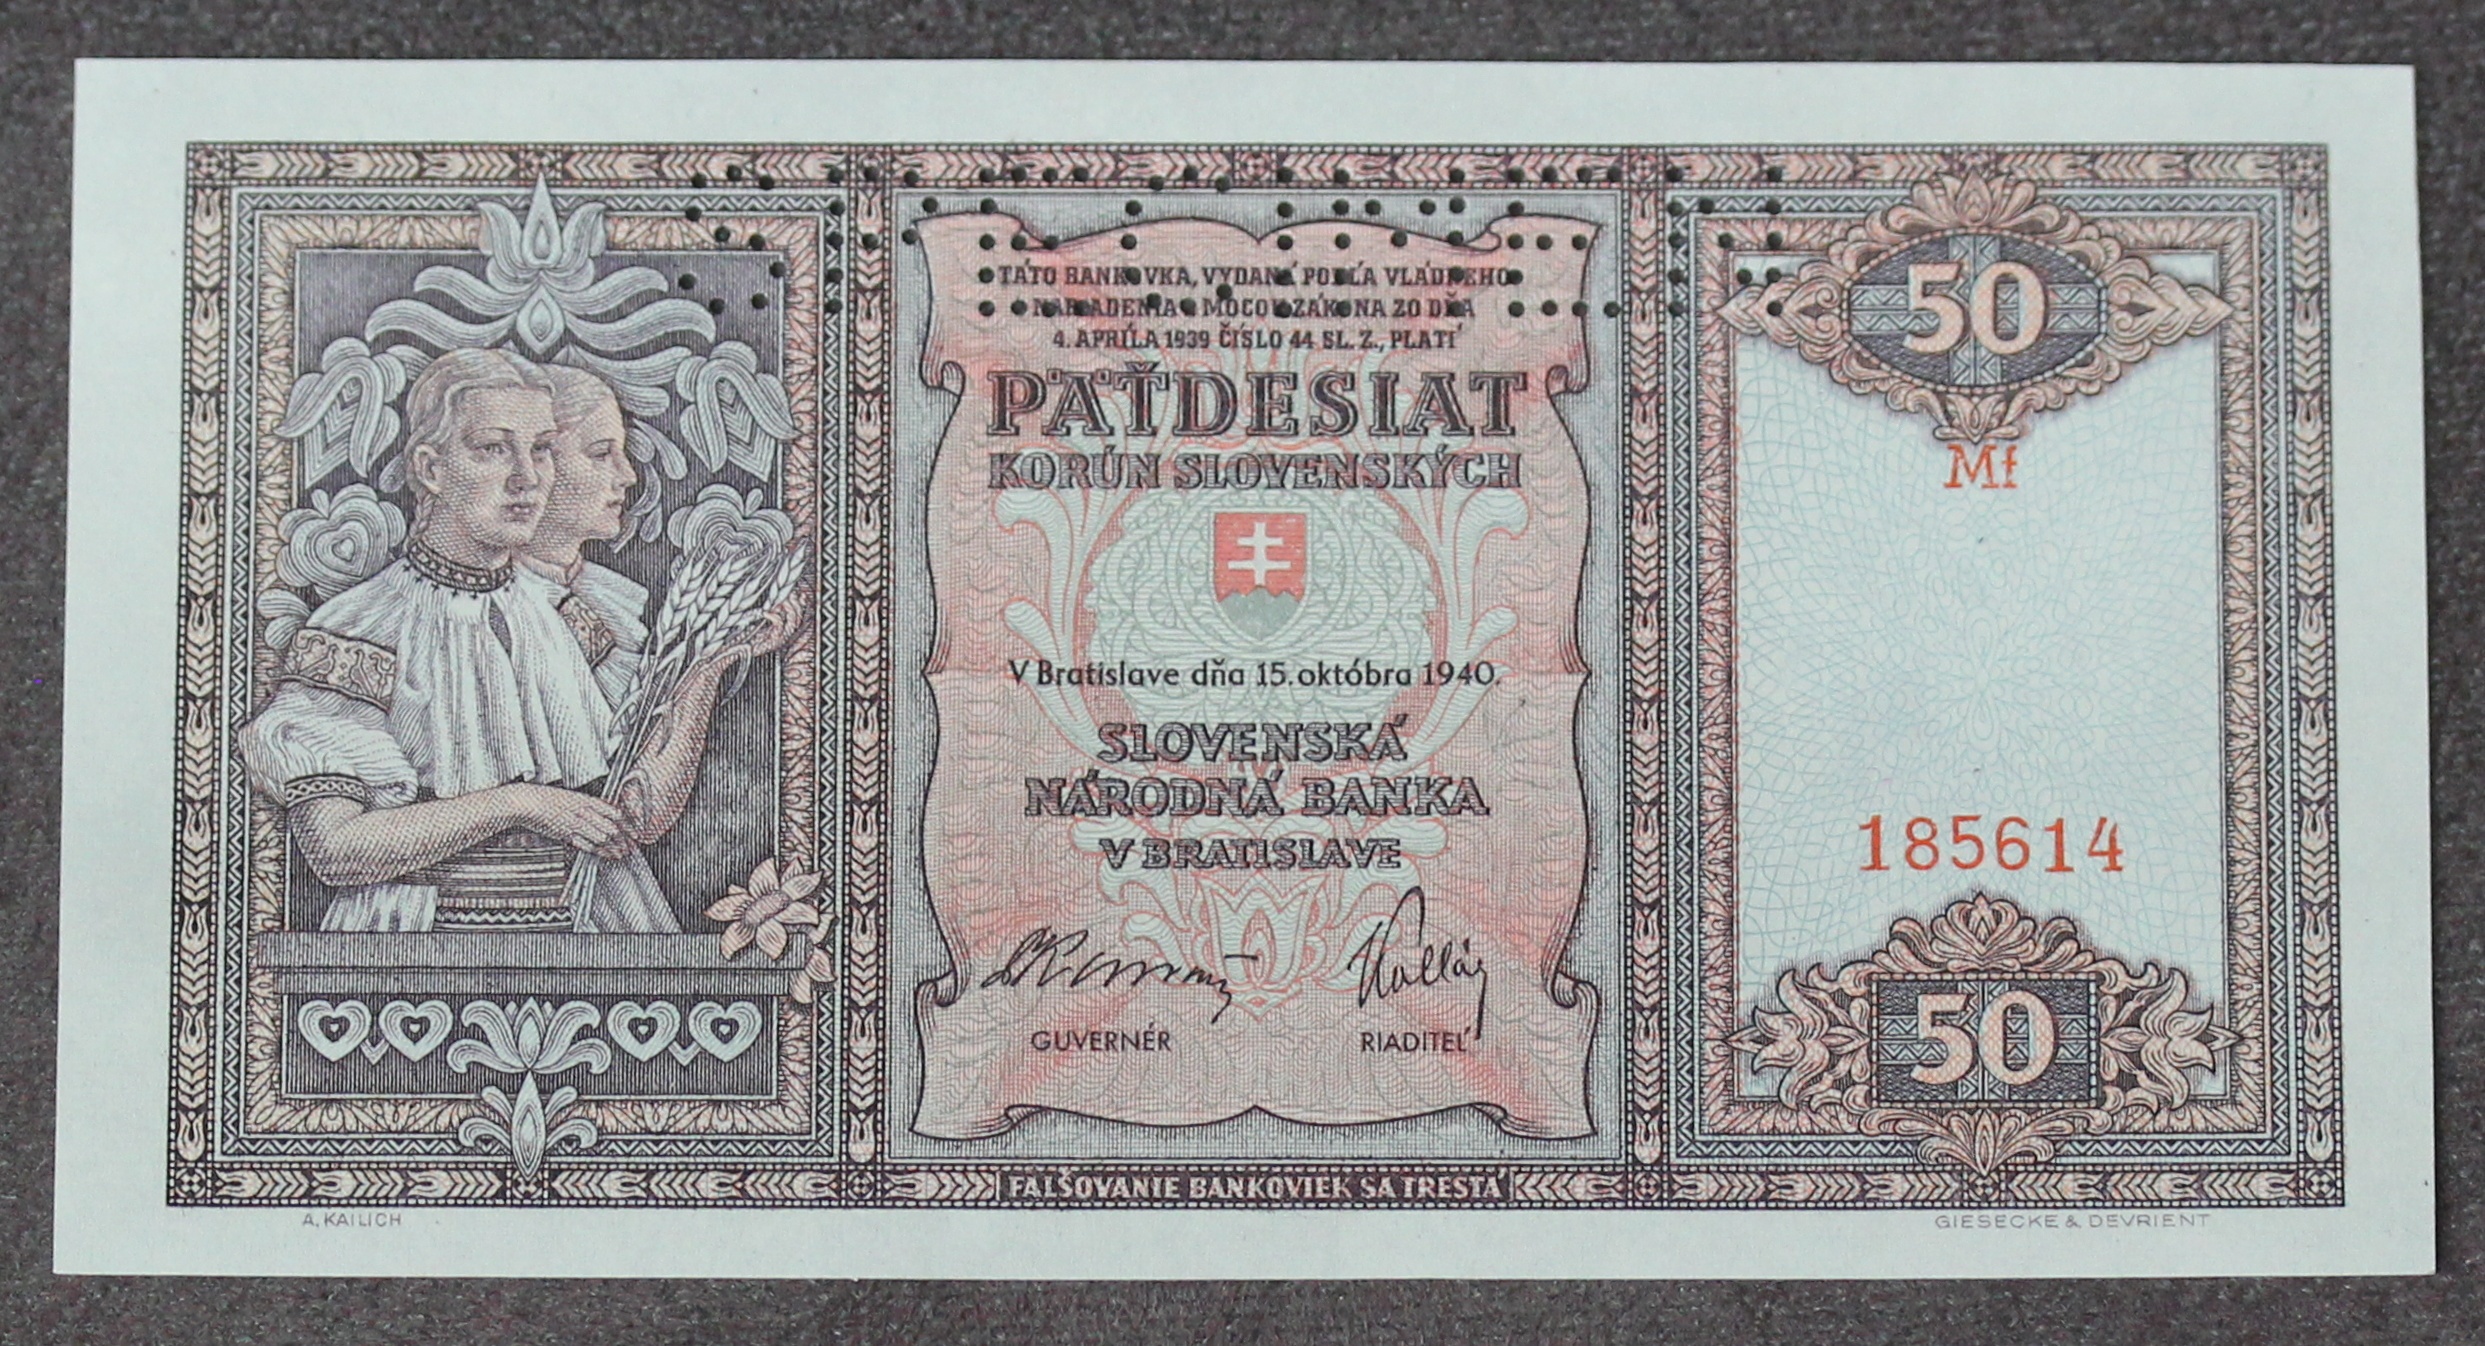 SPECIMEN
TÁTO BANKOVKA, VYDANÁ PODĽA VLÁDNEHO
NARIADENIA S MOCOU ZÁKONA ZO DŇA
4. APRÍLA 1939 ČÍSLO 44 SL. Z., PLATÍ
PÄŤDESIAT
KORÚN SLOVENSKÝCH
V Bratislave dňa 15. októbra 1940.
SLOVENSKÁ
NÁRODNÁ BANKA
V BRATISLAVE
GUVERNÉR RIADITEĽ
FALŠOVANIE BANKOVIEK SA TRESTÁ
50
Mf
185614
50
A. KAILICH
GIESECKE & DEVRIENT